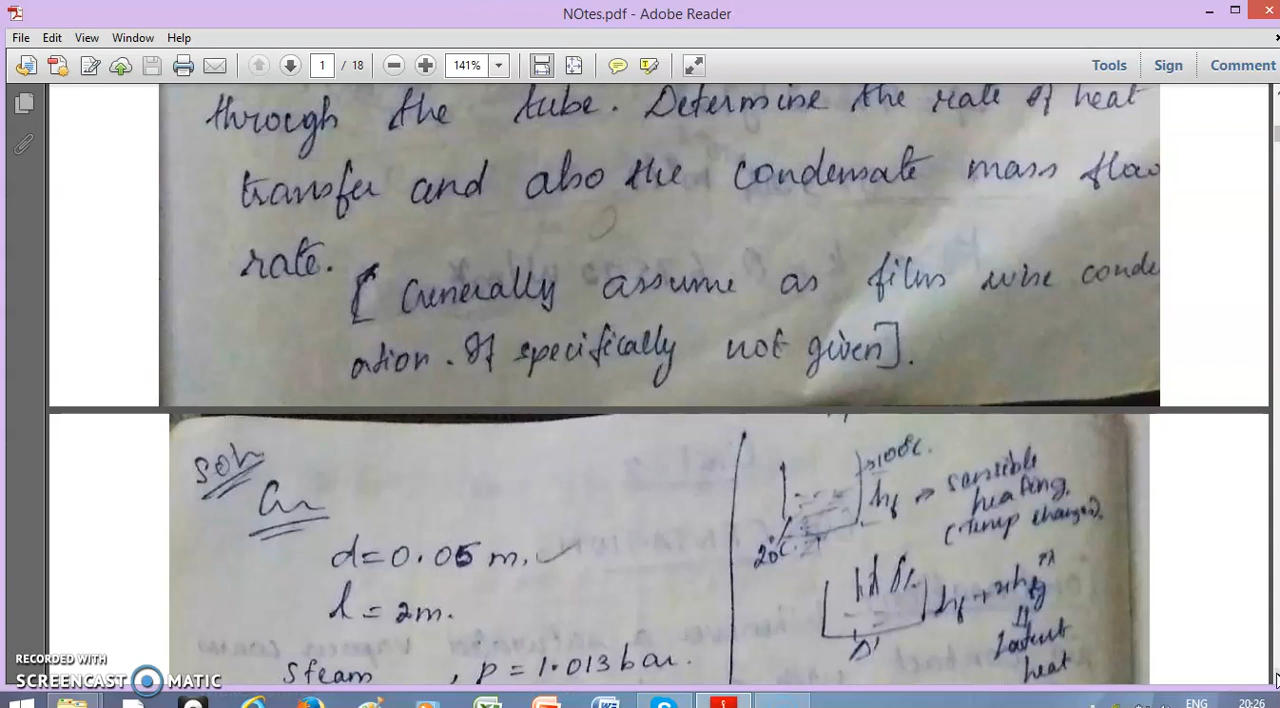 NOtes.pdf - Adobe Reader
File Edit View Window Help
1 / 18 141% Tools Sign Comment
through the tube. Determine the rate of heat
transfer and also the condensate mass flow
rate.
[ Generally assume as film wise conde
ation. If specifically not given].
Soln
d = 0.05 m.
l = 2m.
Steam , p = 1.013 bar.
100°c.
hf → sensible
heating.
(temp changes).
20°C.
hf + xhfg
Latent
heat
RECORDED WITH
SCREENCAST MATIC
ENG 20:26